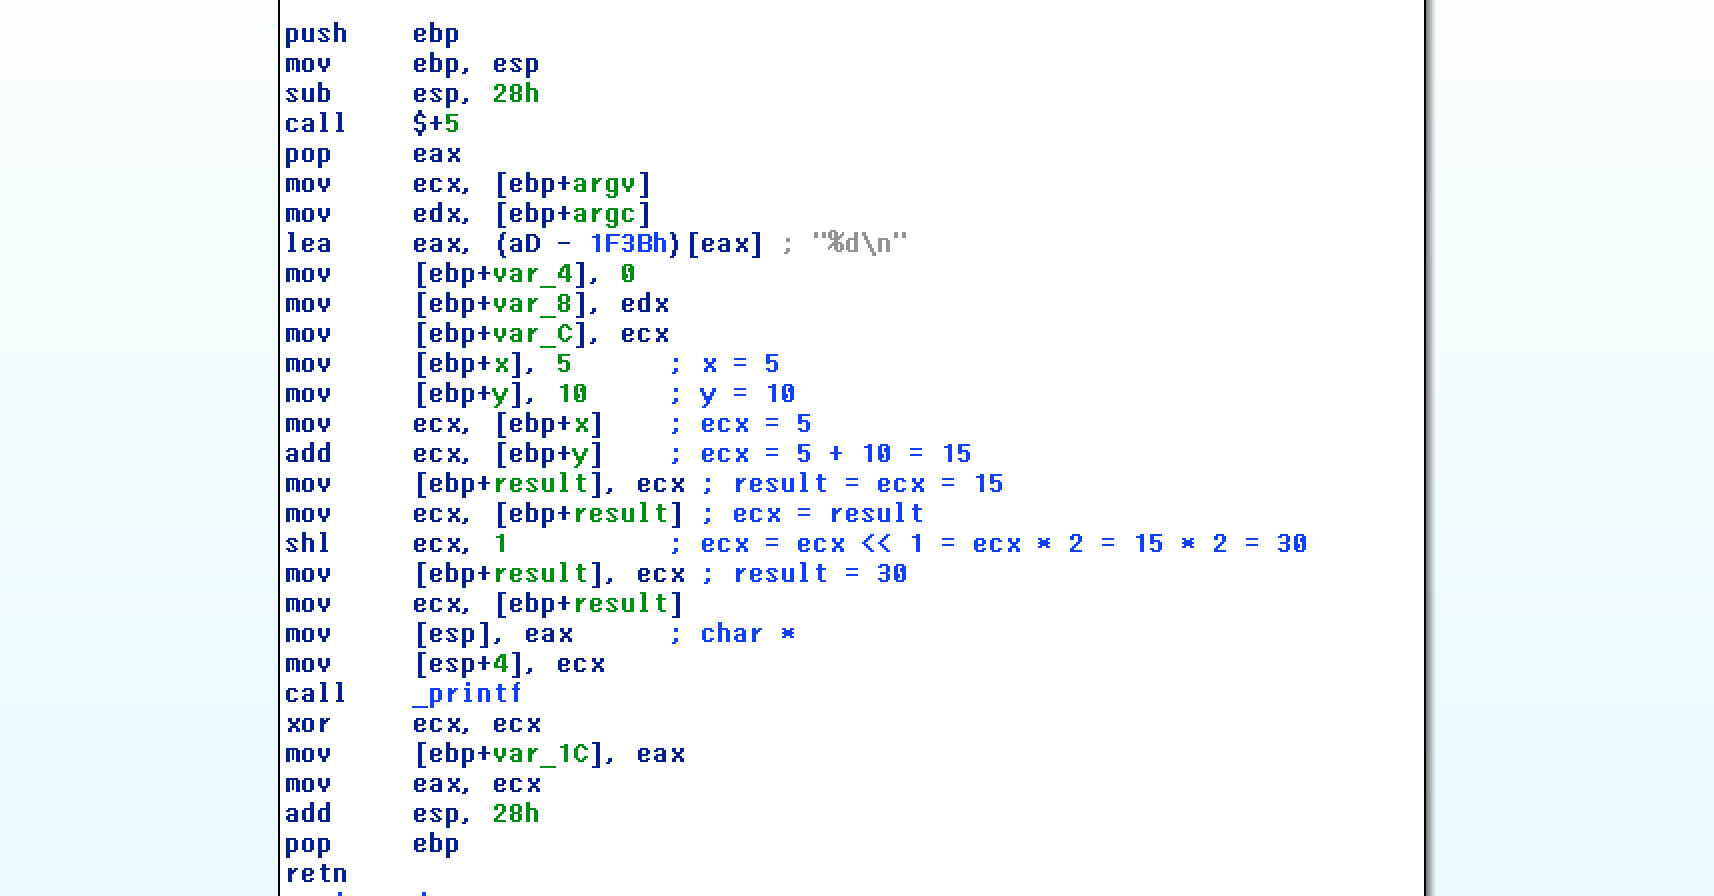 push    ebp
mov     ebp, esp
sub     esp, 28h
call    $+5
pop     eax
mov     ecx, [ebp+argv]
mov     edx, [ebp+argc]
lea     eax, (aD - 1F3Bh)[eax] ; "%d\n"
mov     [ebp+var_4], 0
mov     [ebp+var_8], edx
mov     [ebp+var_C], ecx
mov     [ebp+x], 5      ; x = 5
mov     [ebp+y], 10     ; y = 10
mov     ecx, [ebp+x]    ; ecx = 5
add     ecx, [ebp+y]    ; ecx = 5 + 10 = 15
mov     [ebp+result], ecx ; result = ecx = 15
mov     ecx, [ebp+result] ; ecx = result
shl     ecx, 1          ; ecx = ecx << 1 = ecx * 2 = 15 * 2 = 30
mov     [ebp+result], ecx ; result = 30
mov     ecx, [ebp+result]
mov     [esp], eax      ; char *
mov     [esp+4], ecx
call    _printf
xor     ecx, ecx
mov     [ebp+var_1C], eax
mov     eax, ecx
add     esp, 28h
pop     ebp
retn